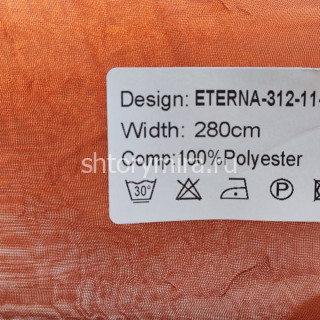 Design: ETERNA-312-11-
Width: 280cm
shtorymira.ru
Comp:100%Polyester
30° P